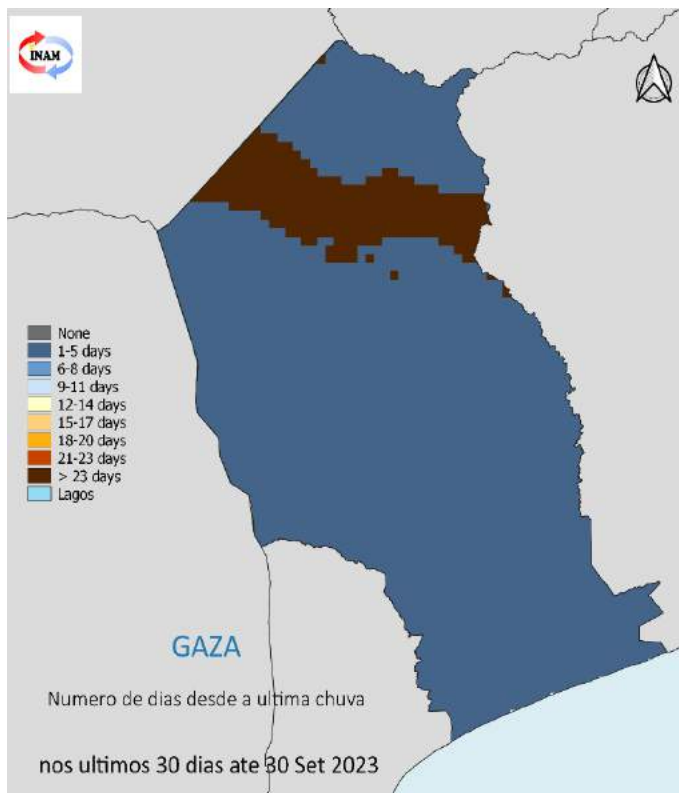 INAM
None
1-5 days
6-8 days
9-11 days
12-14 days
15-17 days
18-20 days
21-23 days
> 23 days
Lagos
GAZA
Numero de dias desde a ultima chuva
nos ultimos 30 dias ate 30 Set 2023